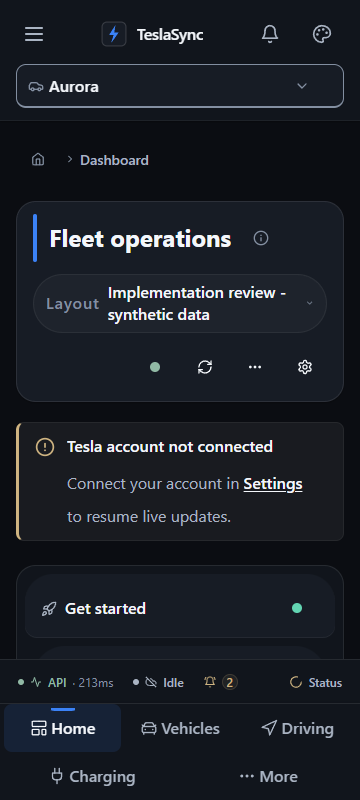 TeslaSync
Aurora
Dashboard
Fleet operations
Layout
Implementation review -
synthetic data
Tesla account not connected
Connect your account in Settings
to resume live updates.
Get started
API · 213ms
Idle
2
Status
Home
Vehicles
Driving
Charging
More